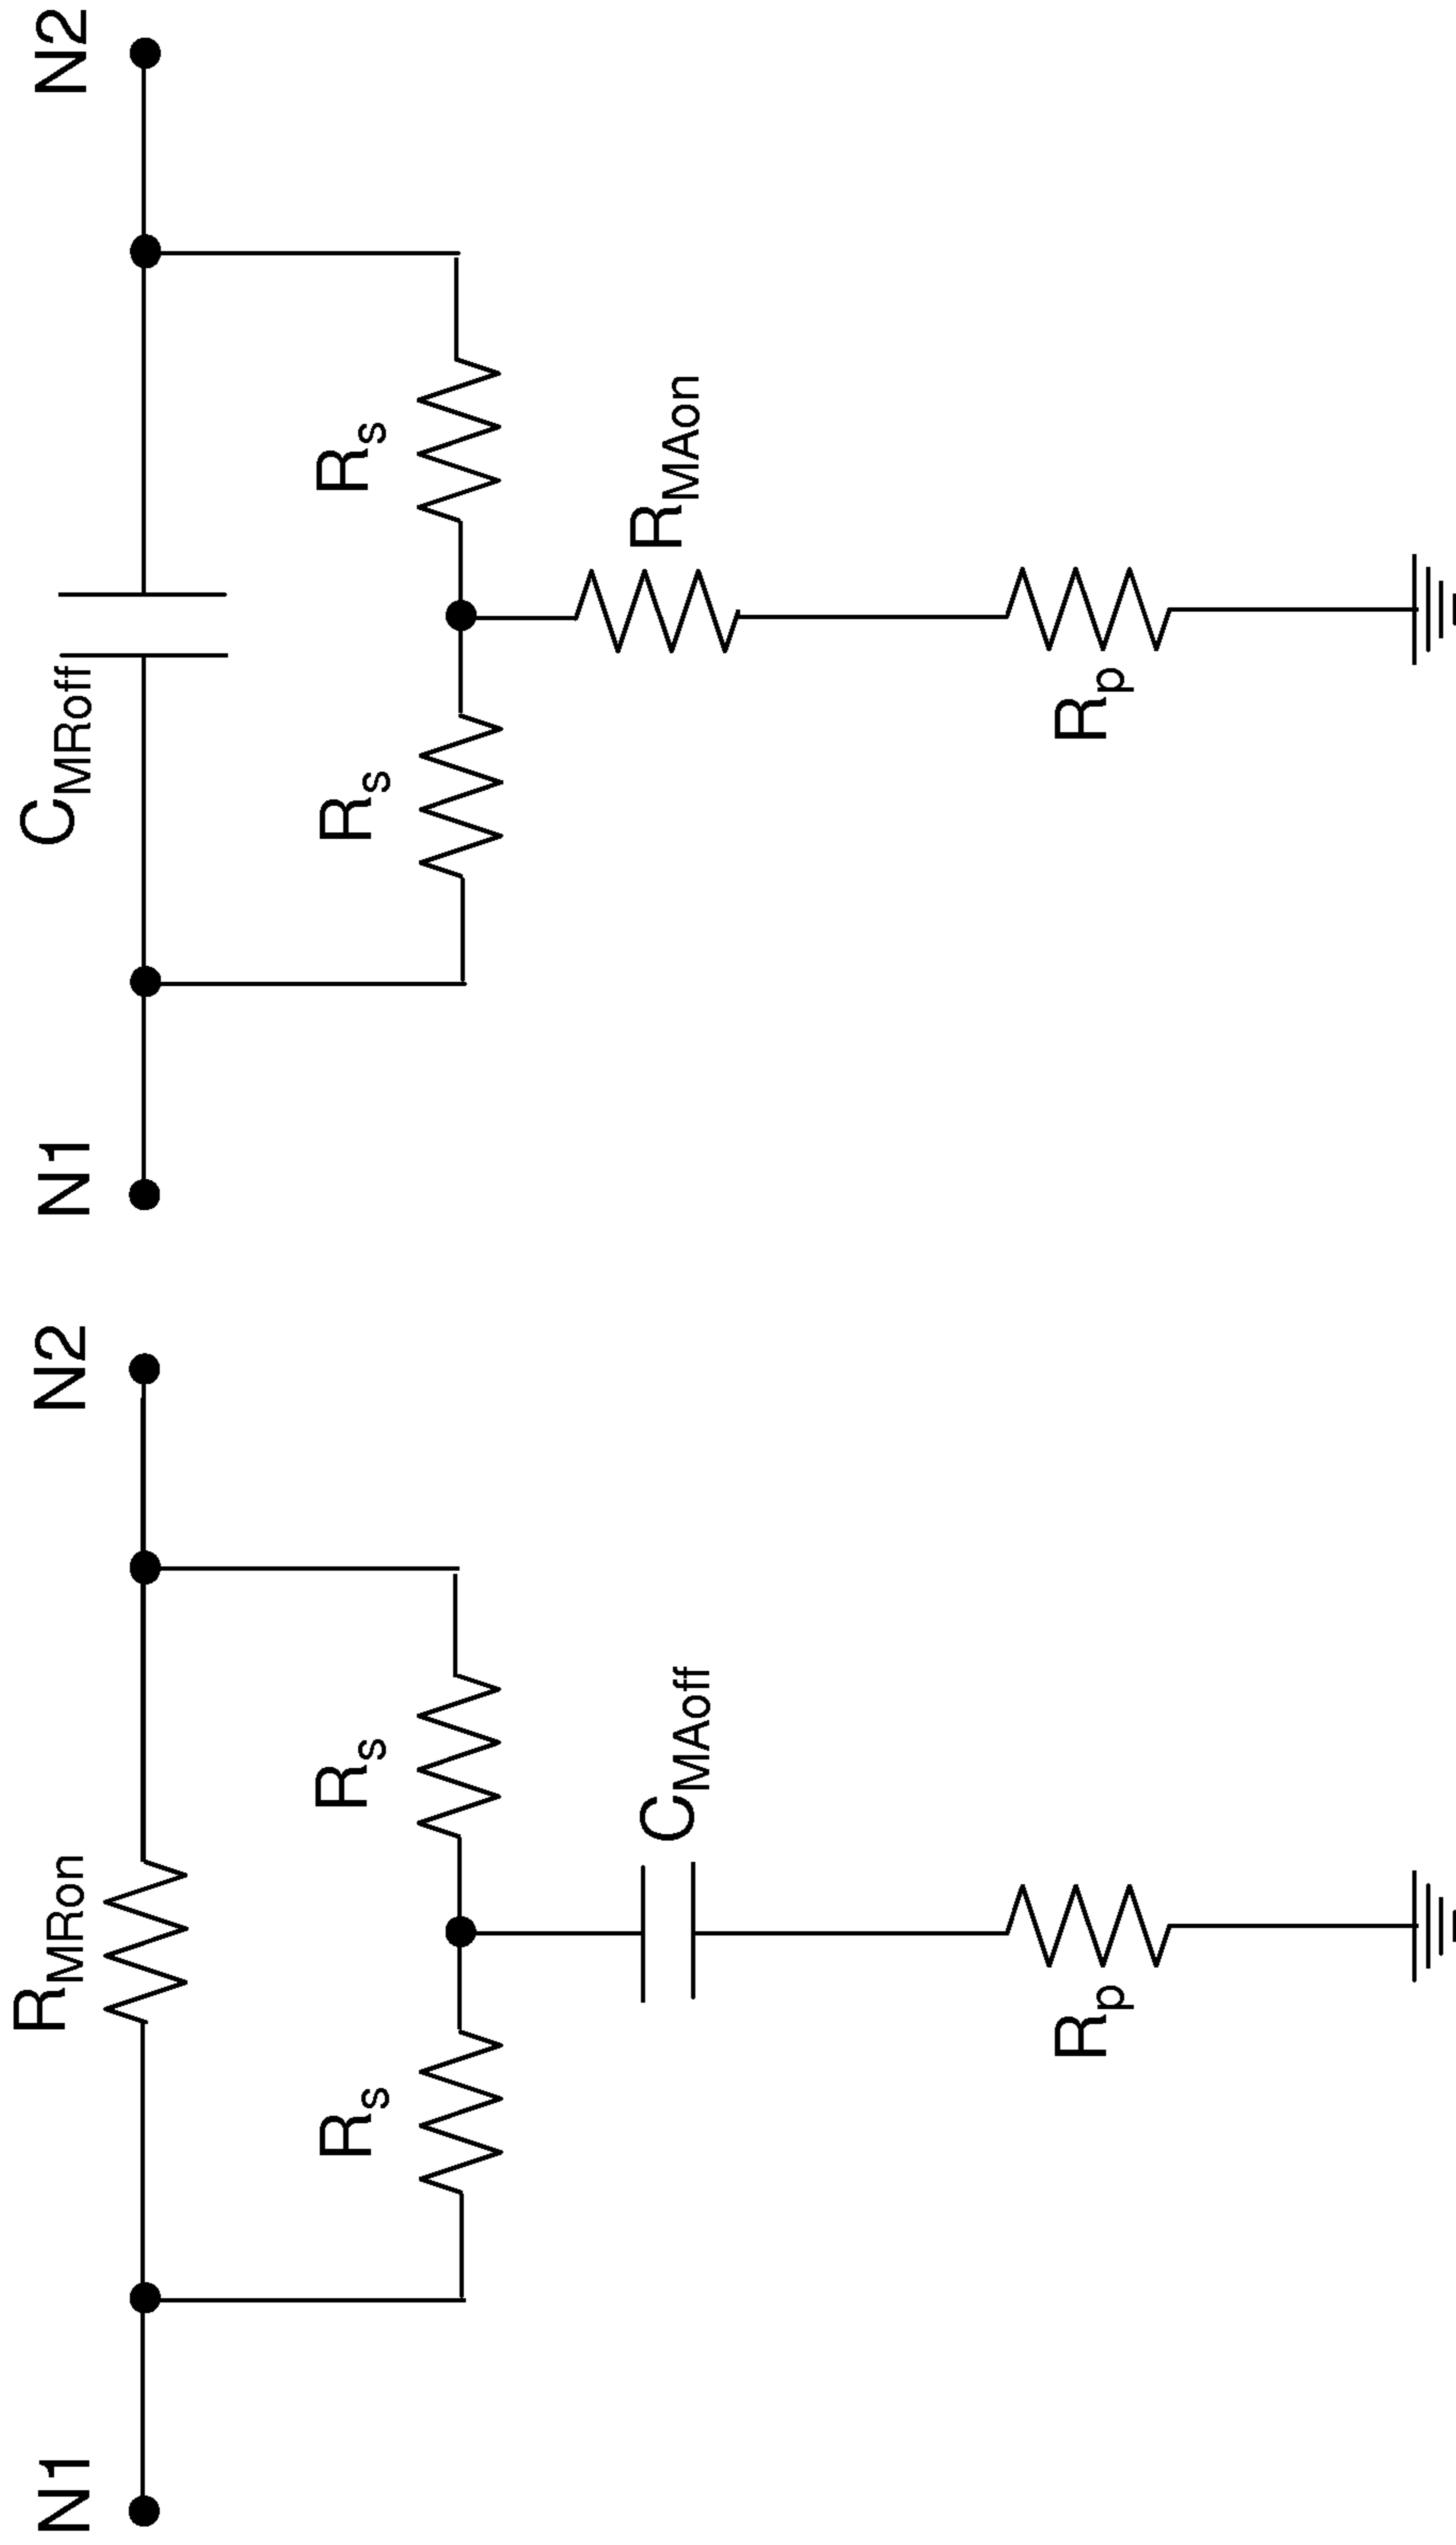 N1
R_MRon
N2
R_s
R_s
C_MAoff
R_p
N1
C_MRoff
N2
R_s
R_s
R_MAon
R_p